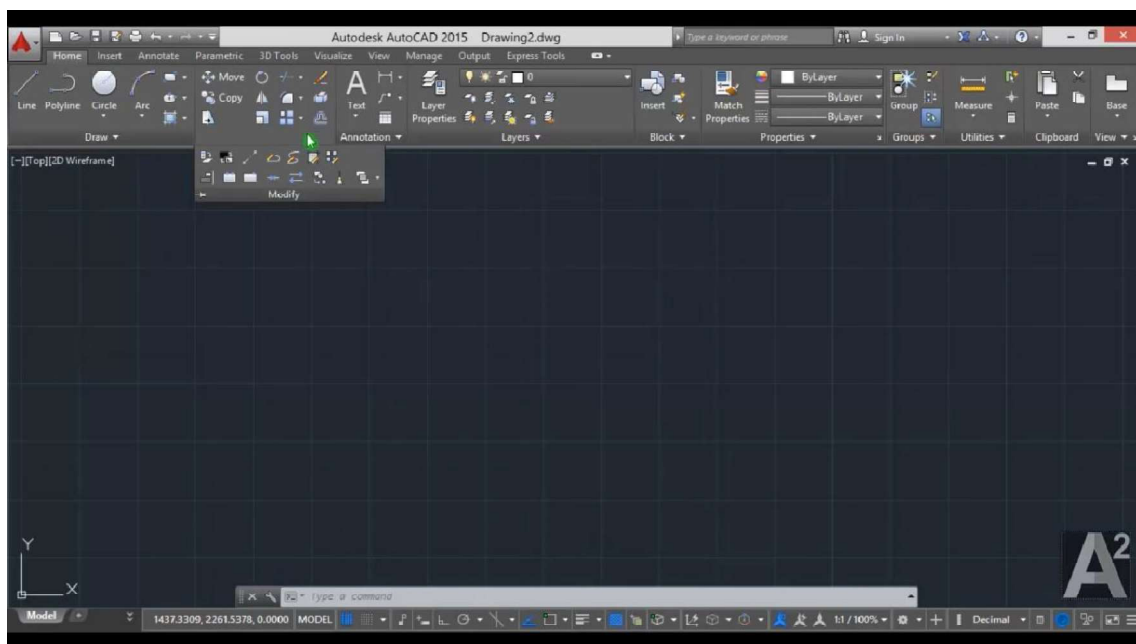 Autodesk AutoCAD 2015 Drawing2.dwg Type a keyword or phrase Sign In
Home Insert Annotate Parametric 3D Tools Visualize View Manage Output Express Tools
Move
Copy
Line Polyline Circle Arc
Text
Layer Properties
0
Insert
Match Properties
ByLayer
ByLayer
ByLayer
Group
Measure
Paste
Base
Draw Annotation Layers Block Properties Groups Utilities Clipboard View
[-][Top][2D Wireframe]
Modify
Y
X
A2
Type a command
Model 1437.3309, 2261.5378, 0.0000 MODEL 1:1 / 100% Decimal